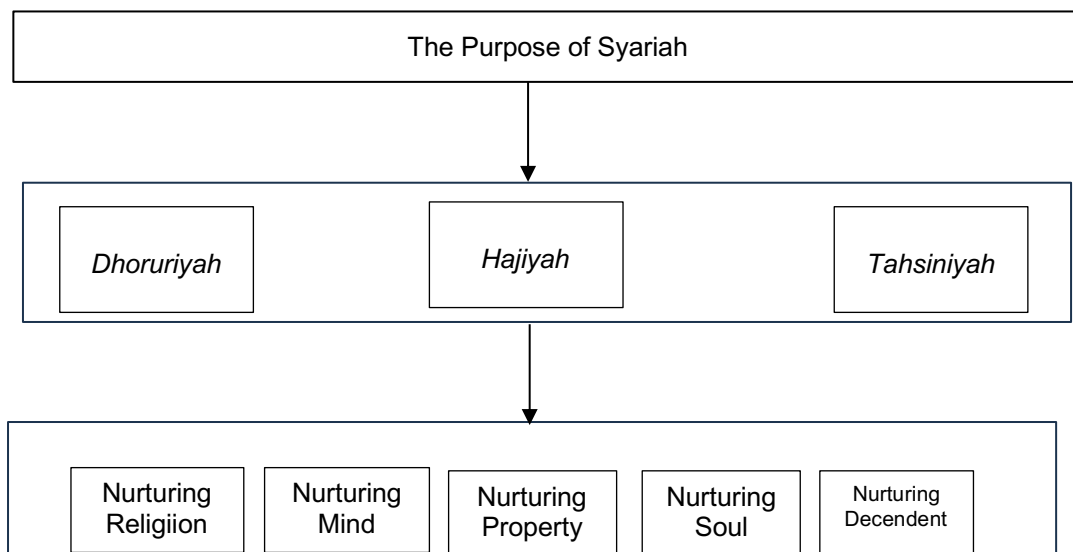 The Purpose of Syariah
Dhoruriyah
Hajiyah
Tahsiniyah
Nurturing
Religiion
Nurturing
Mind
Nurturing
Property
Nurturing
Soul
Nurturing
Decendent